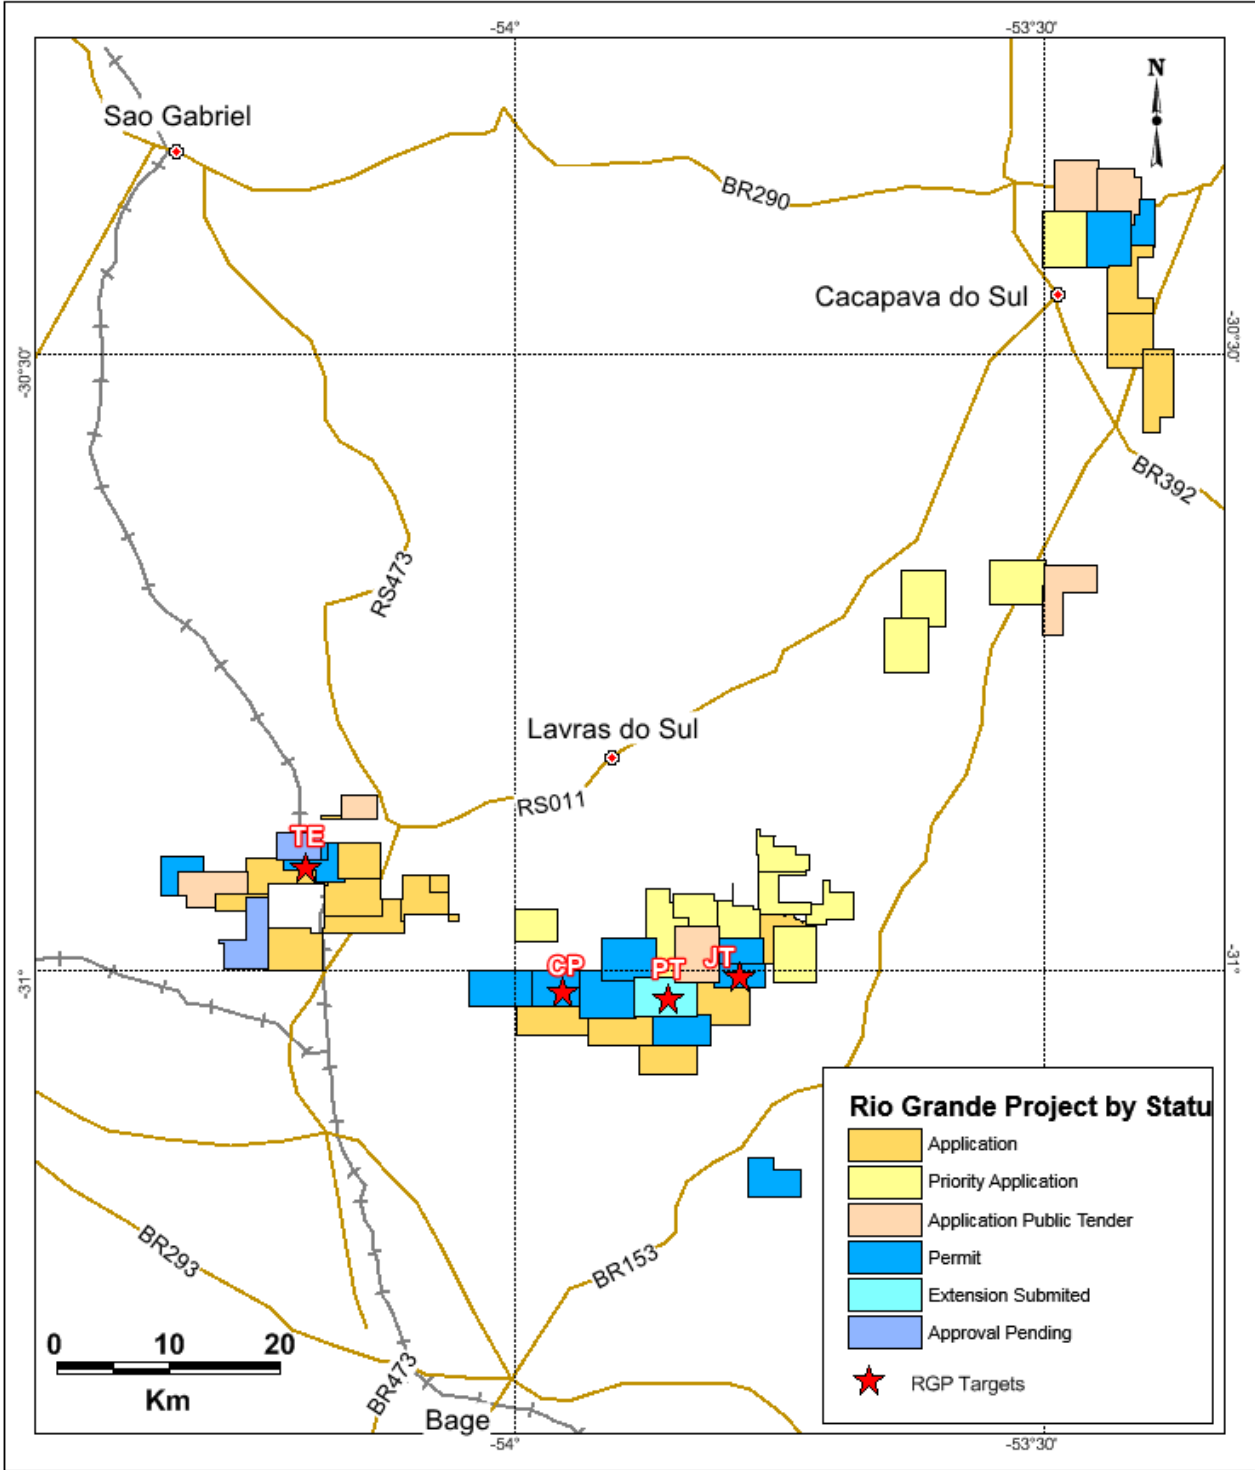 -54°
-53°30'
N
Sao Gabriel
BR290
Cacapava do Sul
-30°30'
-30°30'
BR392
RS473
Lavras do Sul
RS011
TE
CP
PT
JT
-31°
-31°
Rio Grande Project by Statu
Application
Priority Application
Application Public Tender
Permit
Extension Submited
Approval Pending
RGP Targets
BR293
BR153
0 10 20
Km
BR473
Bage
-54°
-53°30'